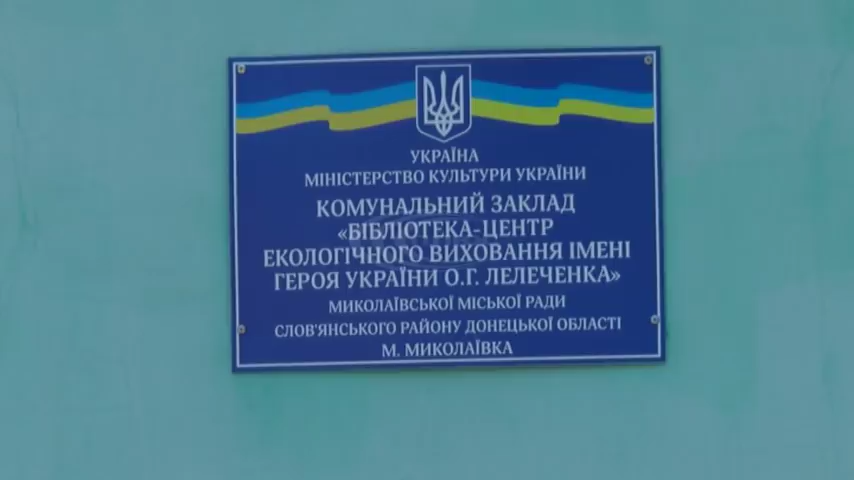 УКРАЇНА
МІНІСТЕРСТВО КУЛЬТУРИ УКРАЇНИ
КОМУНАЛЬНИЙ ЗАКЛАД
«БІБЛІОТЕКА-ЦЕНТР
ЕКОЛОГІЧНОГО ВИХОВАННЯ ІМЕНІ
ГЕРОЯ УКРАЇНИ О.Г. ЛЕЛЕЧЕНКА»
МИКОЛАЇВСЬКОЇ МІСЬКОЇ РАДИ
СЛОВ'ЯНСЬКОГО РАЙОНУ ДОНЕЦЬКОЇ ОБЛАСТІ
М. МИКОЛАЇВКА